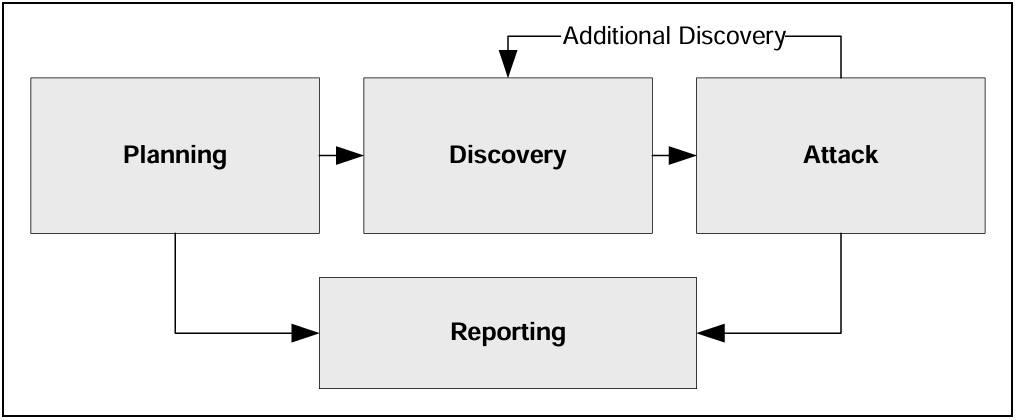 Additional Discovery
Planning
Discovery
Attack
Reporting